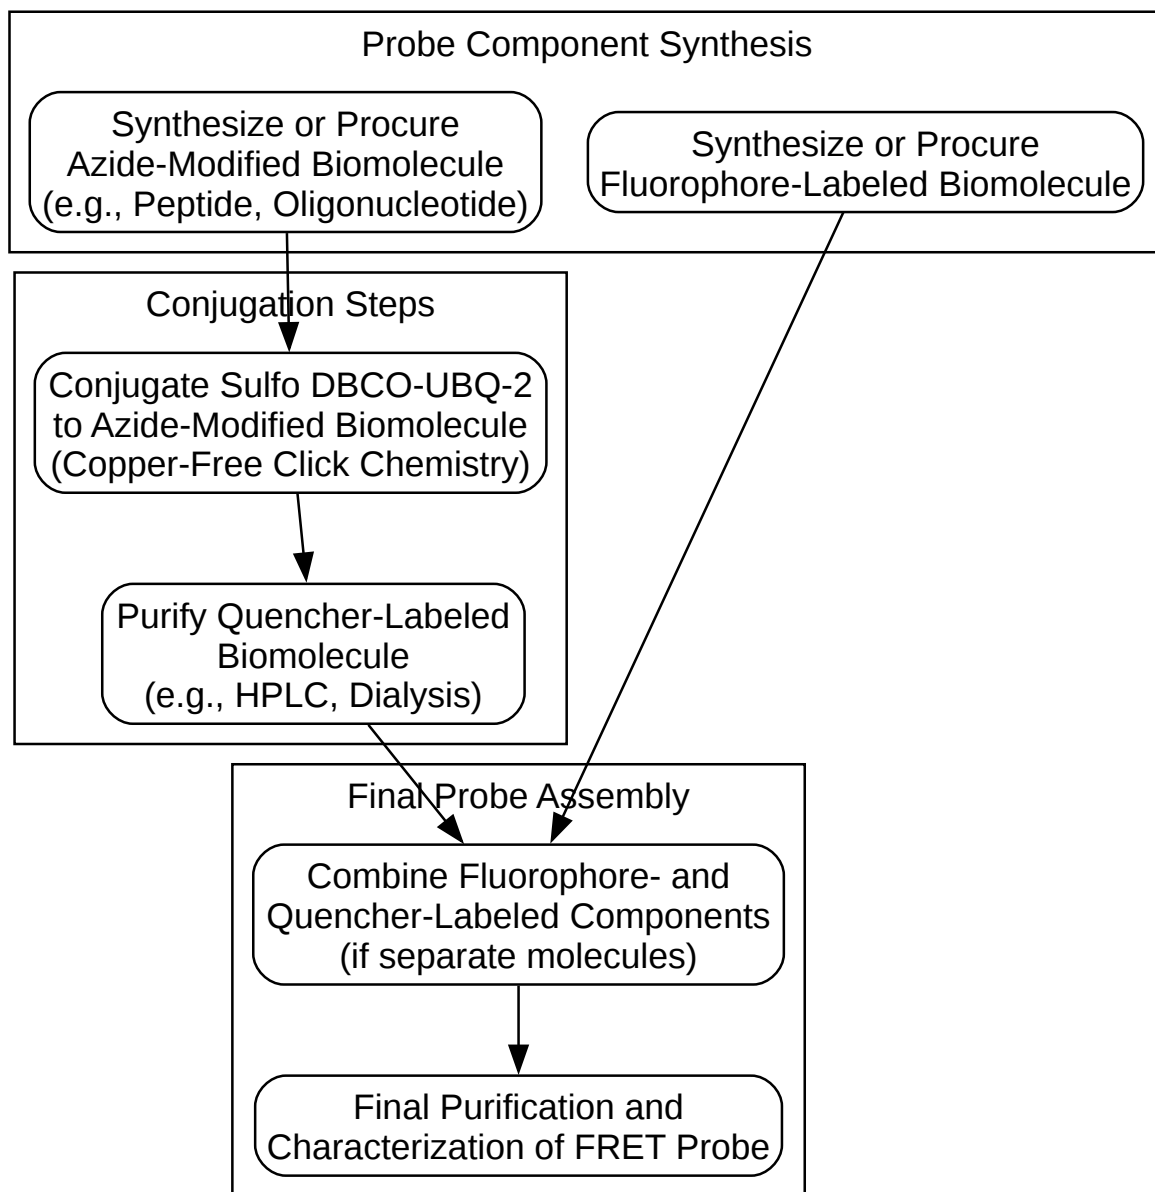 Probe Component Synthesis
Synthesize or Procure
Azide-Modified Biomolecule
(e.g., Peptide, Oligonucleotide)
Synthesize or Procure
Fluorophore-Labeled Biomolecule
Conjugation Steps
Conjugate Sulfo DBCO-UBQ-2
to Azide-Modified Biomolecule
(Copper-Free Click Chemistry)
Purify Quencher-Labeled
Biomolecule
(e.g., HPLC, Dialysis)
Final Probe Assembly
Combine Fluorophore- and
Quencher-Labeled Components
(if separate molecules)
Final Purification and
Characterization of FRET Probe